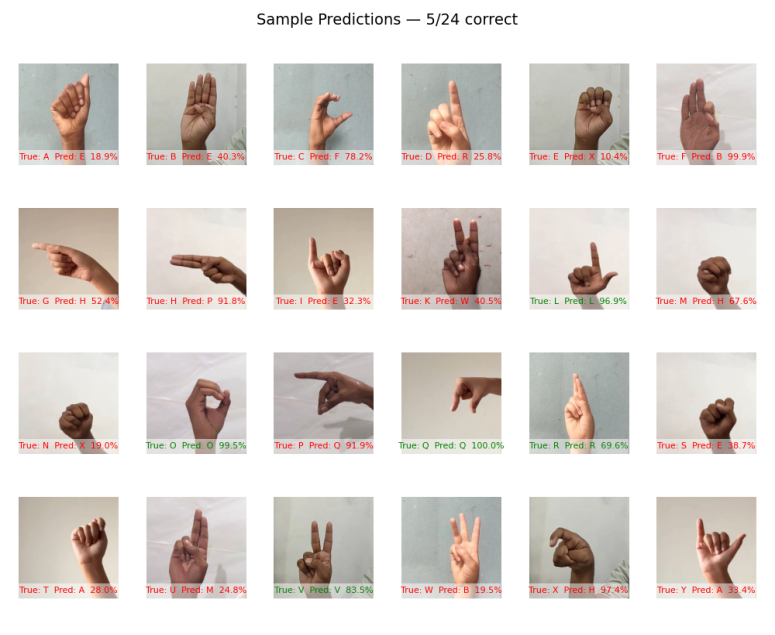 Sample Predictions — 5/24 correct
True: A Pred: E 18.9%
True: B Pred: E 40.3%
True: C Pred: F 78.2%
True: D Pred: R 25.8%
True: E Pred: X 10.4%
True: F Pred: B 99.9%
True: G Pred: H 52.4%
True: H Pred: P 91.8%
True: I Pred: E 32.3%
True: K Pred: W 40.5%
True: L Pred: L 96.9%
True: M Pred: H 67.6%
True: N Pred: X 19.0%
True: O Pred: O 99.5%
True: P Pred: Q 91.9%
True: Q Pred: Q 100.0%
True: R Pred: R 69.6%
True: S Pred: E 38.7%
True: T Pred: A 28.0%
True: U Pred: M 24.8%
True: V Pred: V 83.5%
True: W Pred: B 19.5%
True: X Pred: H 97.4%
True: Y Pred: A 33.4%